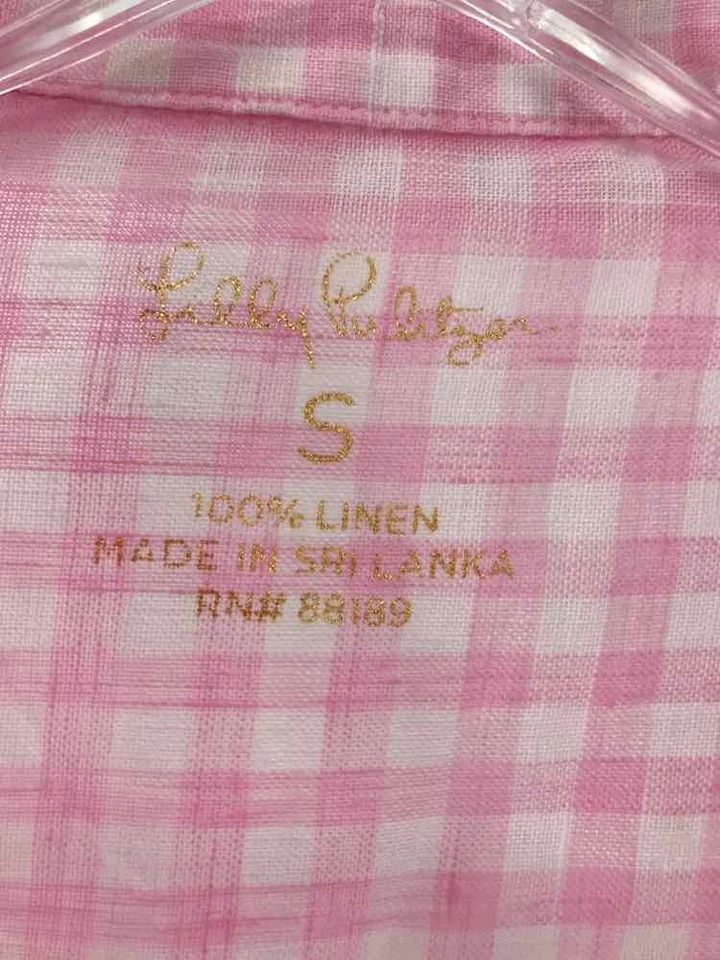 Lilly Pulitzer
S
100% LINEN
MADE IN SRI LANKA
RN# 88189